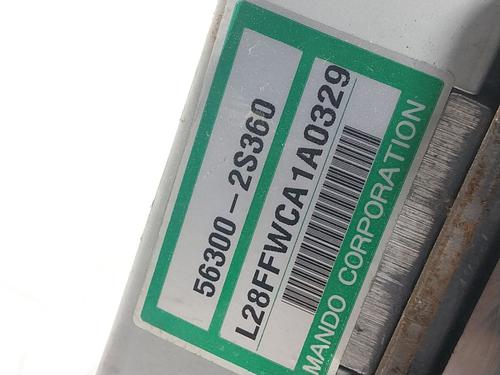 56300-2S360
L28FFWCA1A0329
MANDO CORPORATION